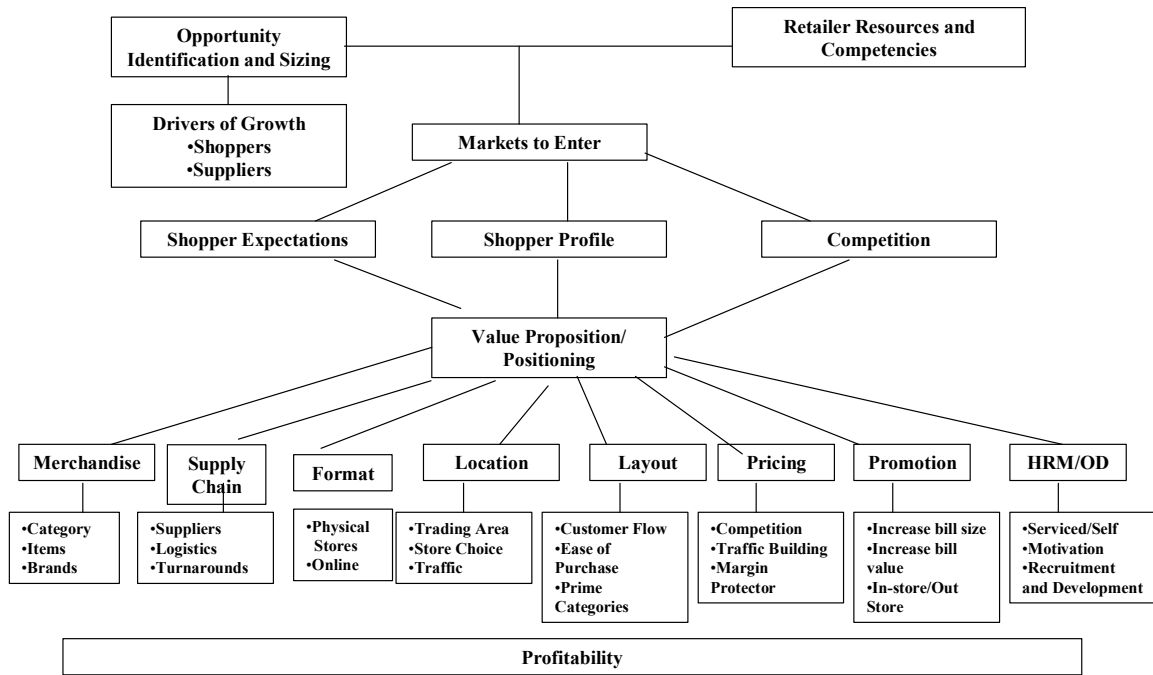 Opportunity
Identification and Sizing
Retailer Resources and
Competencies
Drivers of Growth
•Shoppers
•Suppliers
Markets to Enter
Shopper Expectations
Shopper Profile
Competition
Value Proposition/
Positioning
Merchandise
Supply
Chain
Format
Location
Layout
Pricing
Promotion
HRM/OD
•Category
•Items
•Brands
•Suppliers
•Logistics
•Turnarounds
•Physical
Stores
•Online
•Trading Area
•Store Choice
•Traffic
•Customer Flow
•Ease of
Purchase
•Prime
Categories
•Competition
•Traffic Building
•Margin
Protector
•Increase bill size
•Increase bill
value
•In-store/Out
Store
•Serviced/Self
•Motivation
•Recruitment
and Development
Profitability